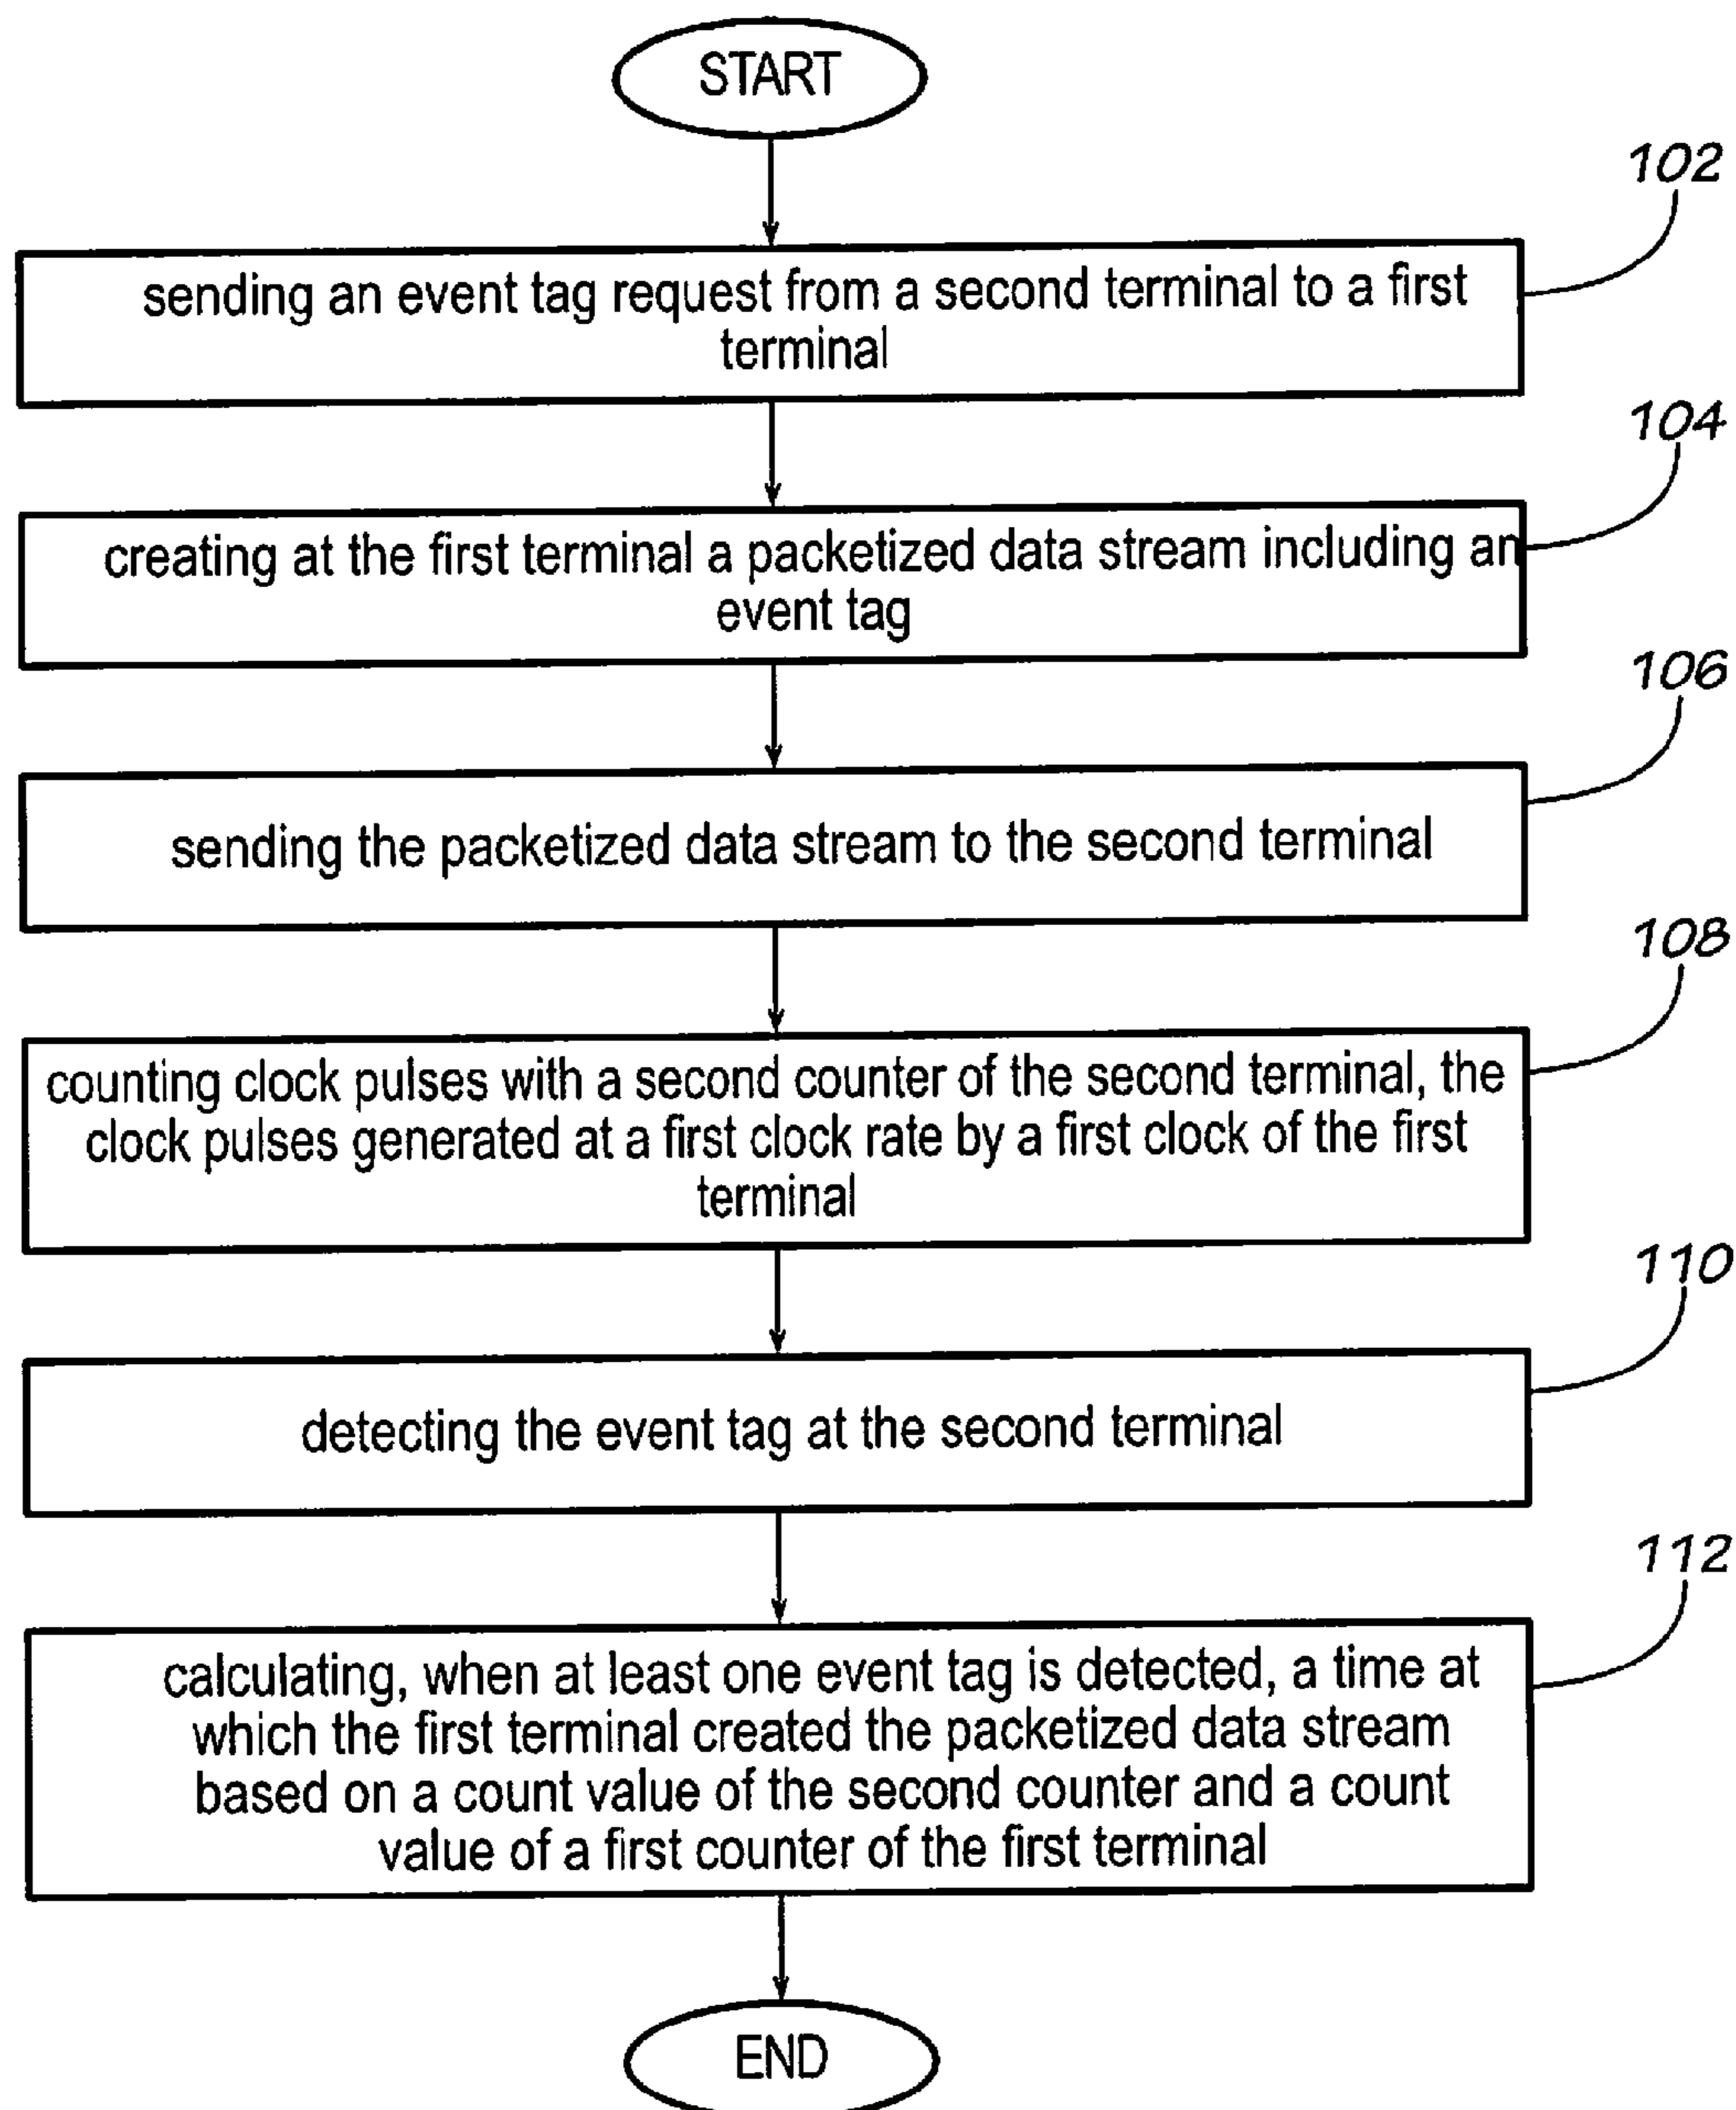 START
102
sending an event tag request from a second terminal to a first
terminal
104
creating at the first terminal a packetized data stream including an
event tag
106
sending the packetized data stream to the second terminal
108
counting clock pulses with a second counter of the second terminal, the
clock pulses generated at a first clock rate by a first clock of the first
terminal
110
detecting the event tag at the second terminal
112
calculating, when at least one event tag is detected, a time at
which the first terminal created the packetized data stream
based on a count value of the second counter and a count
value of a first counter of the first terminal
END